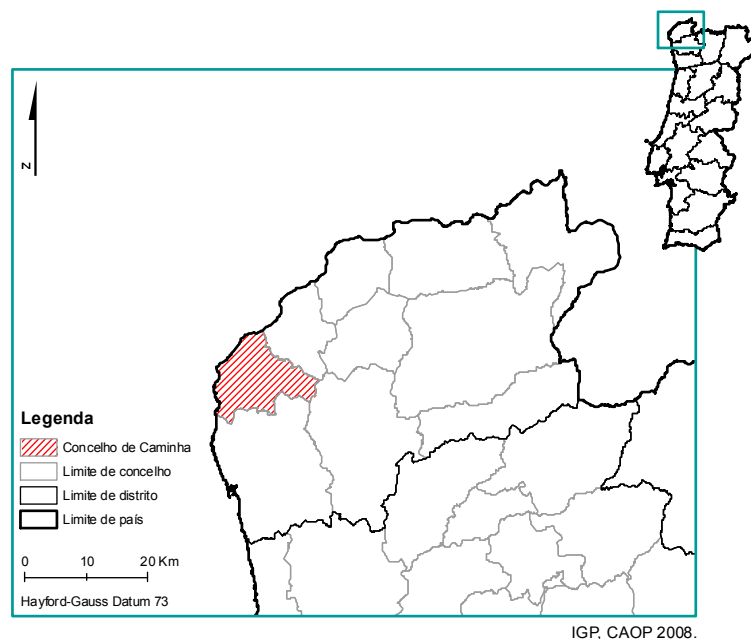 Z
Legenda
Concelho de Caminha
Limite de concelho
Limite de distrito
Limite de país
0 10 20 Km
Hayford-Gauss Datum 73
IGP, CAOP 2008.